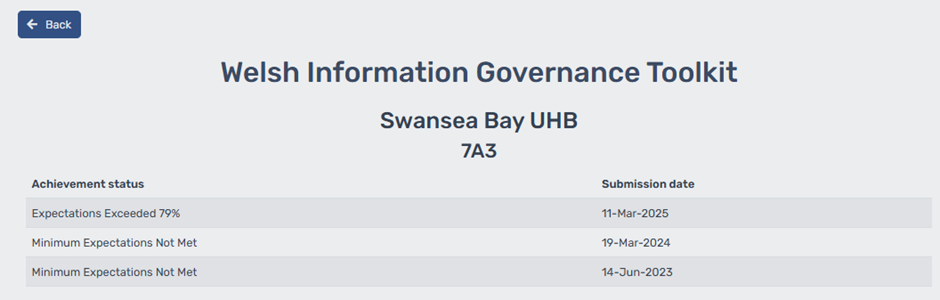 Back
Welsh Information Governance Toolkit
Swansea Bay UHB
7A3
Achievement status Submission date
Expectations Exceeded 79% 11-Mar-2025
Minimum Expectations Not Met 19-Mar-2024
Minimum Expectations Not Met 14-Jun-2023